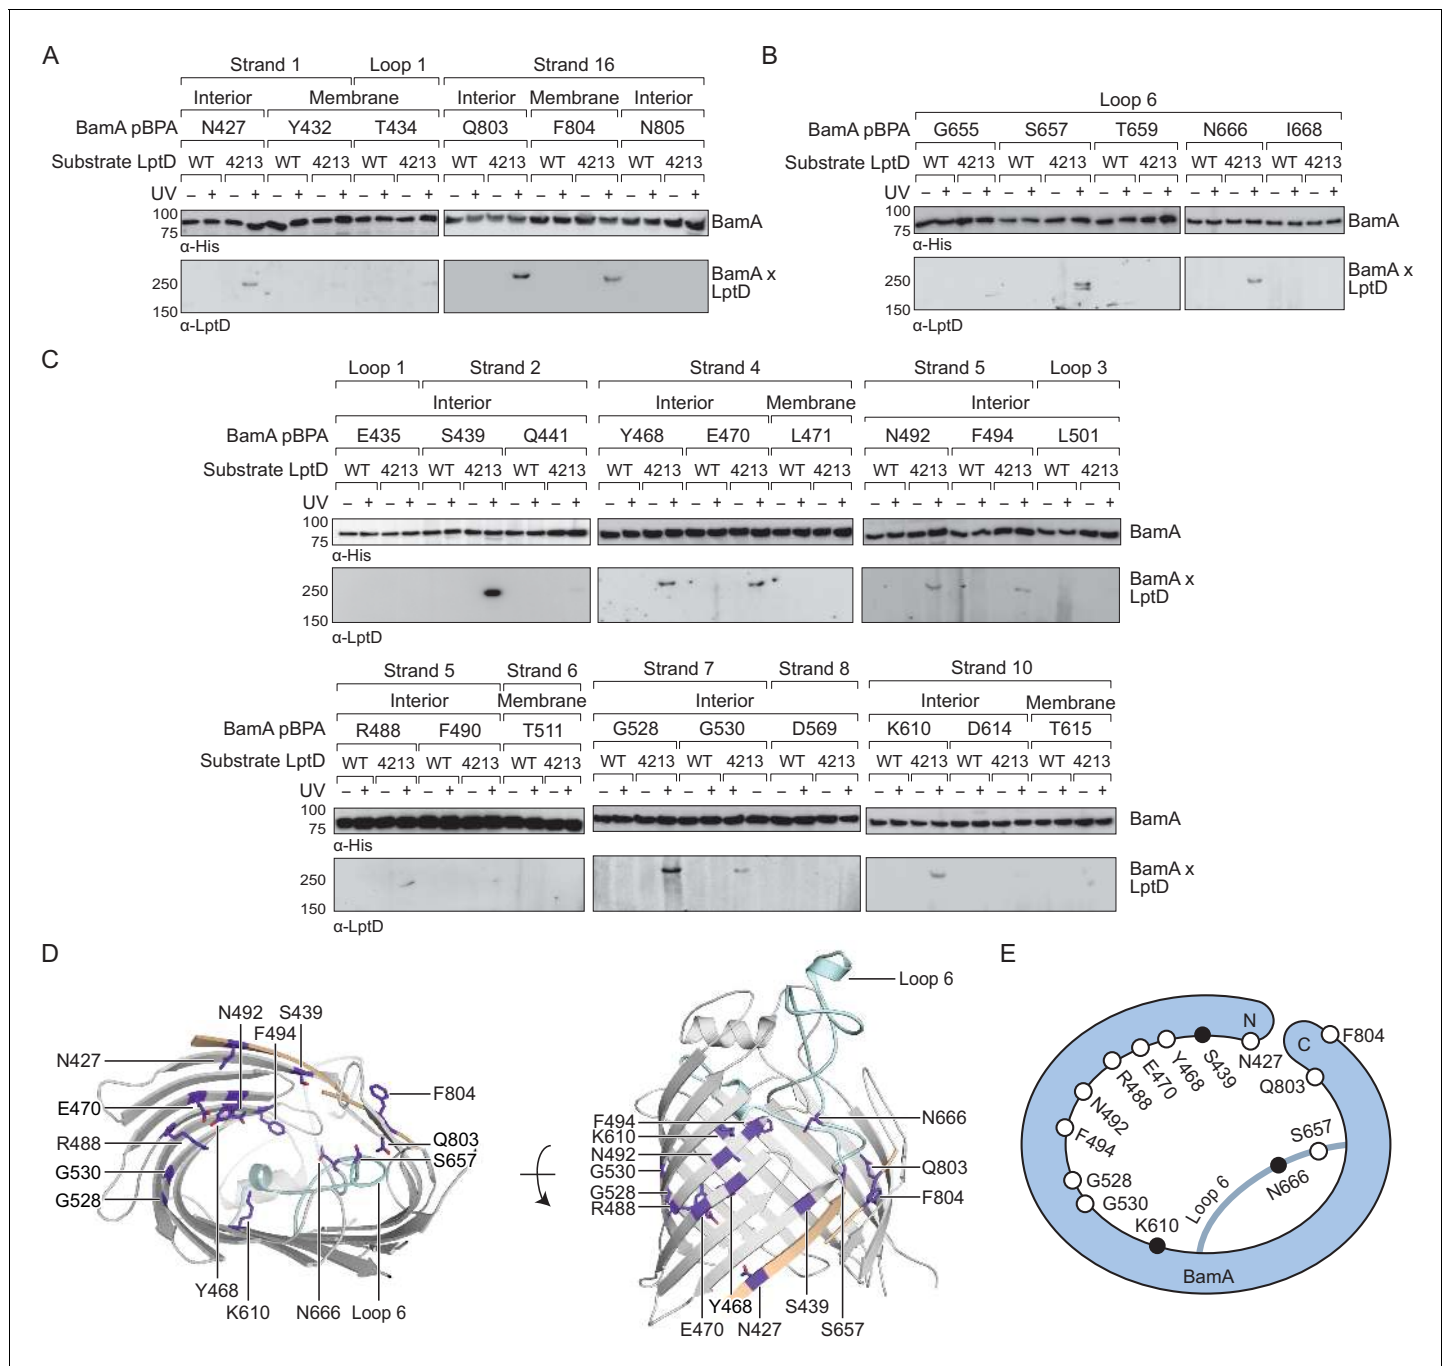 A
Strand 1 Loop 1 Strand 16
Interior Membrane Interior Membrane Interior
BamA pBPA N427 Y432 T434 Q803 F804 N805
Substrate LptD WT 4213 WT 4213 WT 4213 WT 4213 WT 4213 WT 4213
UV – + – + – + – + – + – + – + – + – + – + – + – +
100
75
BamA
α-His
250
150
BamA x
LptD
α-LptD
B
Loop 6
BamA pBPA G655 S657 T659 N666 I668
Substrate LptD WT 4213 WT 4213 WT 4213 WT 4213 WT 4213
UV – + – + – + – + – + – + – + – + – + – +
100
75
BamA
α-His
250
150
BamA x
LptD
α-LptD
C
Loop 1 Strand 2 Strand 4 Strand 5 Loop 3
Interior Interior Membrane Interior
BamA pBPA E435 S439 Q441 Y468 E470 L471 N492 F494 L501
Substrate LptD WT 4213 WT 4213 WT 4213 WT 4213 WT 4213 WT 4213 WT 4213 WT 4213 WT 4213
UV – + – + – + – + – + – + – + – + – + – + – + – + – + – + – + – + – + – +
100
75
BamA
α-His
250
150
BamA x
LptD
α-LptD
Strand 5 Strand 6 Strand 7 Strand 8 Strand 10
Interior Membrane Interior Interior Membrane
BamA pBPA R488 F490 T511 G528 G530 D569 K610 D614 T615
Substrate LptD WT 4213 WT 4213 WT 4213 WT 4213 WT 4213 WT 4213 WT 4213 WT 4213 WT 4213
UV – + – + – + – + – + – + – + – + – + + – – + – + – + – + – + – + – +
100
75
BamA
α-His
250
150
BamA x
LptD
α-LptD
D
N492 S439
F494
N427
E470
R488
G530
G528
F804
Q803
S657
Y468
K610 N666 Loop 6
Loop 6
F494
K610
N492
G530
G528
R488
N666
Q803
F804
Y468 S439
E470 N427 S657
E
N
C
F804
N427
Q803
S439
Y468
E470
R488
N492
F494
G528
G530
K610
S657
N666
Loop 6
BamA